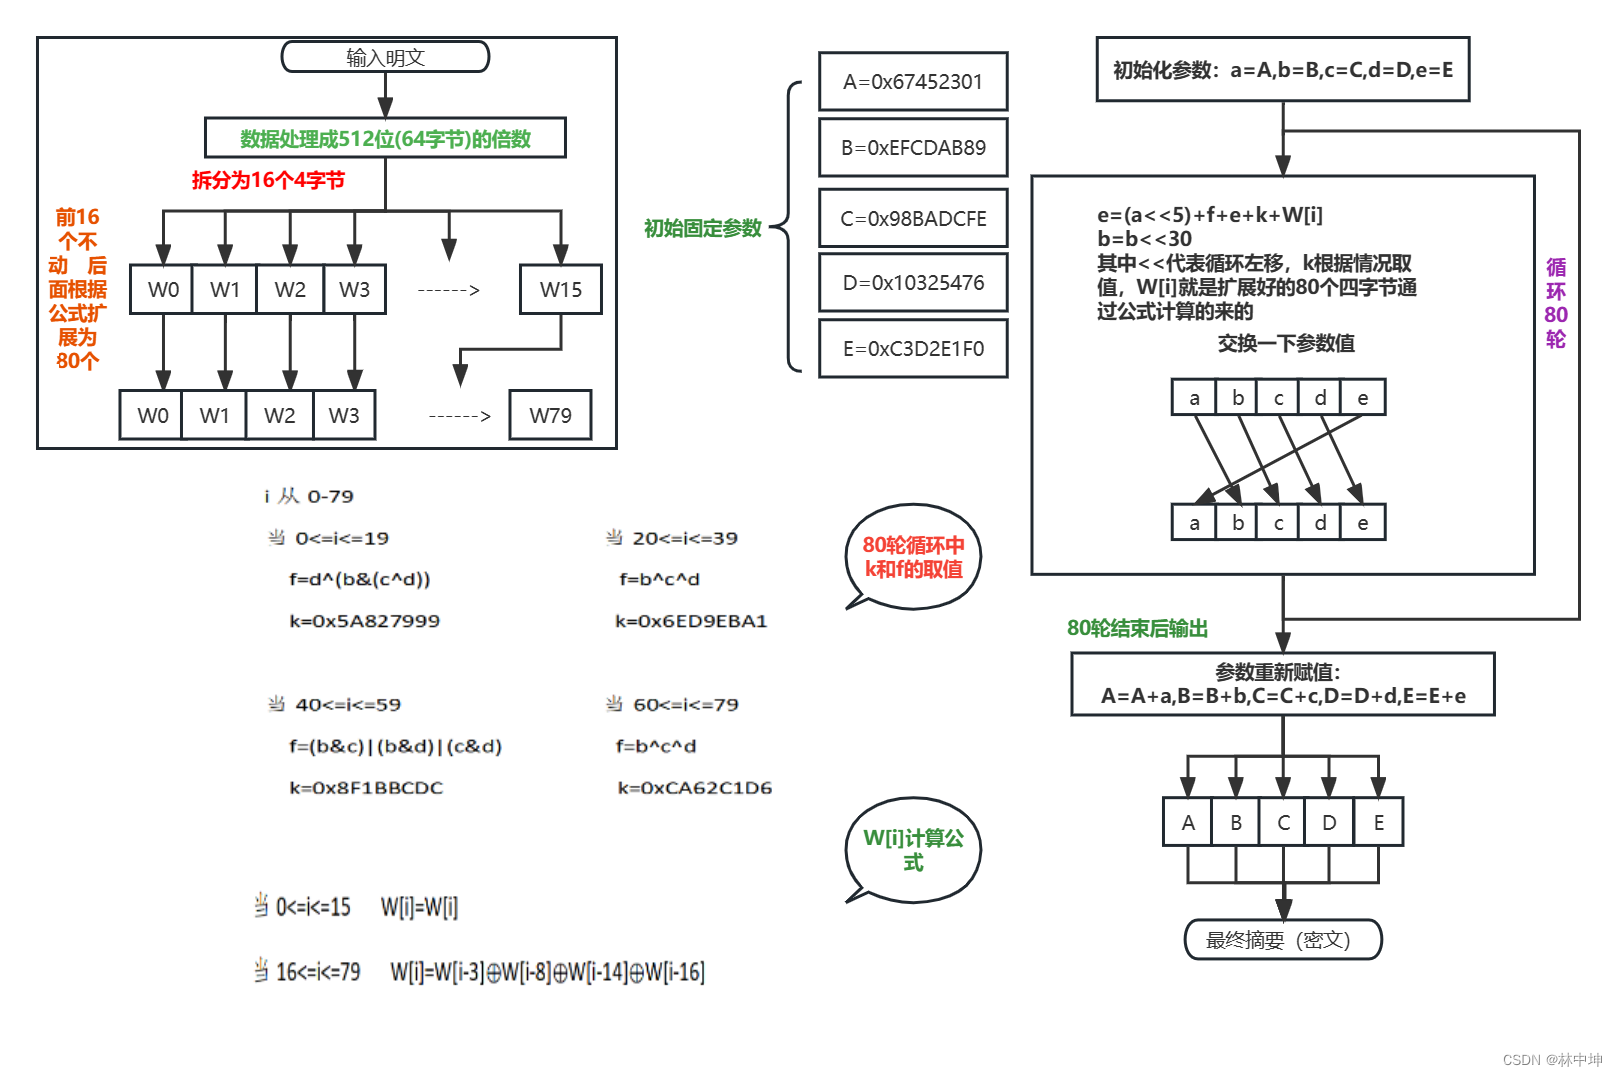 输入明文
数据处理成512位(64字节)的倍数
拆分为16个4字节
前16
个不
动 后
面根据
公式扩
展为
80个
W0 W1 W2 W3 ------> W15
W0 W1 W2 W3 ------> W79
初始固定参数
A=0x67452301
B=0xEFCDAB89
C=0x98BADCFE
D=0x10325476
E=0xC3D2E1F0
初始化参数：a=A,b=B,c=C,d=D,e=E
e=(a<<5)+f+e+k+W[i]
b=b<<30
其中<<代表循环左移，k根据情况取
值，W[i]就是扩展好的80个四字节通
过公式计算的来的
交换一下参数值
a b c d e
a b c d e
循
环
80
轮
80轮结束后输出
参数重新赋值：
A=A+a,B=B+b,C=C+c,D=D+d,E=E+e
A B C D E
最终摘要（密文）
i 从 0-79
当 0<=i<=19
f=d^(b&(c^d))
k=0x5A827999
当 20<=i<=39
f=b^c^d
k=0x6ED9EBA1
当 40<=i<=59
f=(b&c)|(b&d)|(c&d)
k=0x8F1BBCDC
当 60<=i<=79
f=b^c^d
k=0xCA62C1D6
80轮循环中
k和f的取值
W[i]计算公
式
当 0<=i<=15 W[i]=W[i]
当 16<=i<=79 W[i]=W[i-3]⊕W[i-8]⊕W[i-14]⊕W[i-16]
CSDN @林中坤